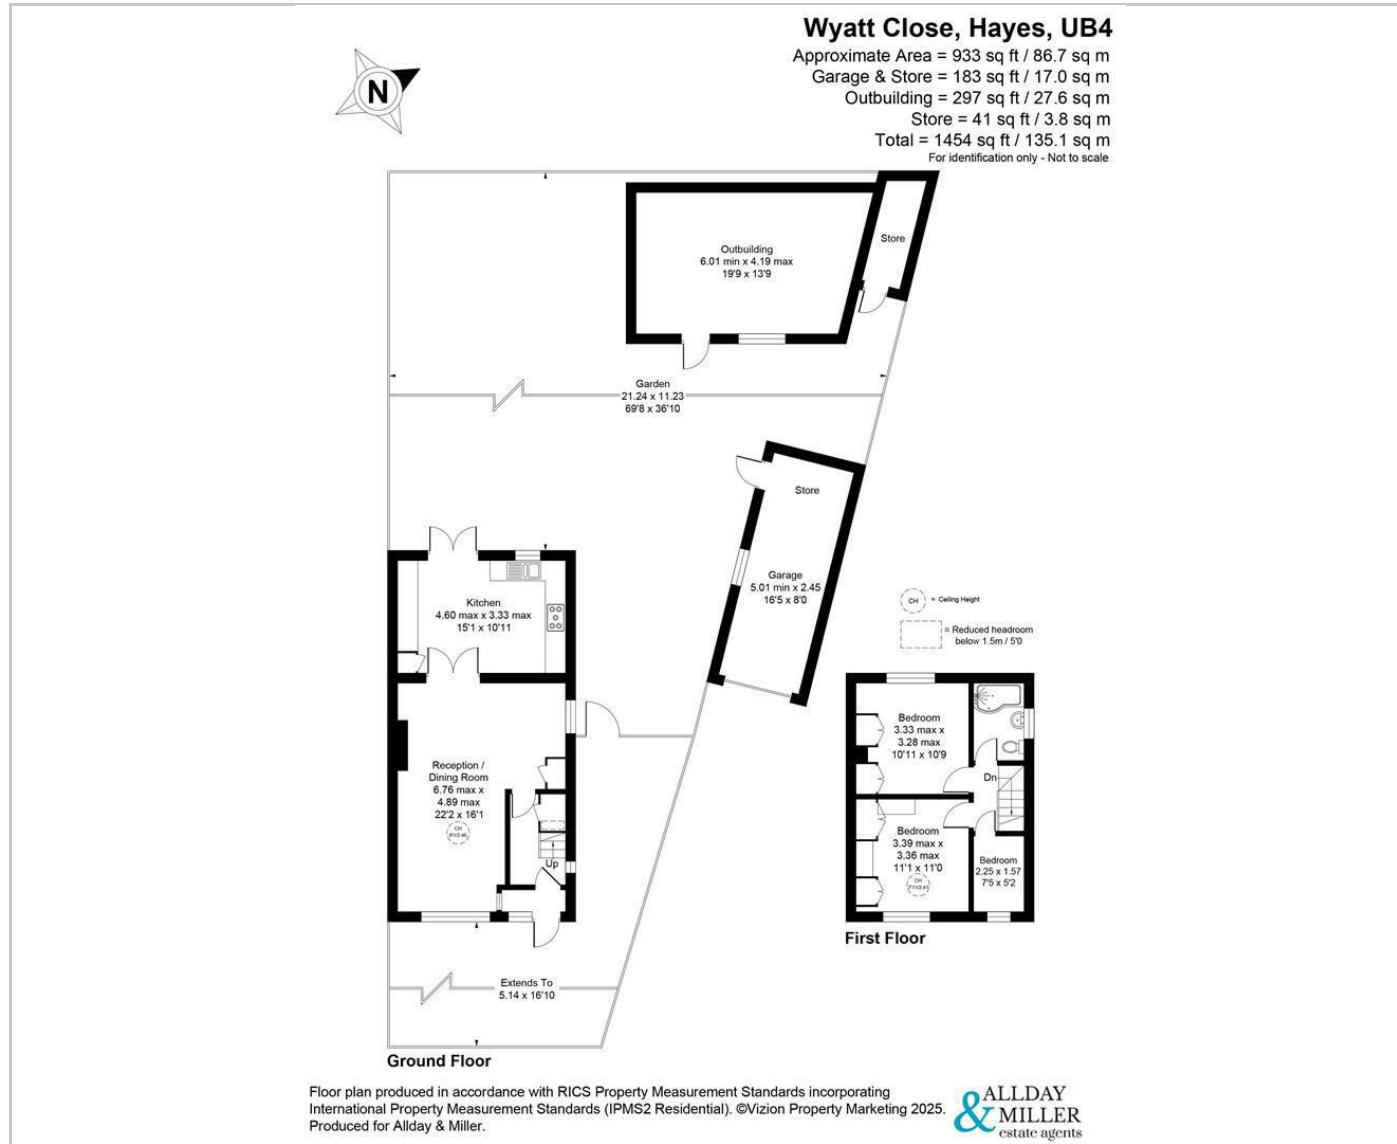 Wyatt Close, Hayes, UB4
Approximate Area = 933 sq ft / 86.7 sq m
Garage & Store = 183 sq ft / 17.0 sq m
Outbuilding = 297 sq ft / 27.6 sq m
Store = 41 sq ft / 3.8 sq m
Total = 1454 sq ft / 135.1 sq m
For identification only - Not to scale
N
Outbuilding
6.01 min x 4.19 max
19'9 x 13'9
Store
Garden
21.24 x 11.23
69'8 x 36'10
Store
Garage
5.01 min x 2.45
16'5 x 8'0
Kitchen
4.60 max x 3.33 max
15'1 x 10'11
Reception /
Dining Room
6.76 max x
4.89 max
22'2 x 16'1
CH
Up
Extends To
5.14 x 16'10
Ground Floor
CH = Ceiling Height
= Reduced headroom
below 1.5m / 5'0
Bedroom
3.33 max x
3.28 max
10'11 x 10'9
Dn
Bedroom
3.39 max x
3.36 max
11'1 x 11'0
CH
Bedroom
2.25 x 1.57
7'5 x 5'2
First Floor
Floor plan produced in accordance with RICS Property Measurement Standards incorporating
International Property Measurement Standards (IPMS2 Residential). ©Vizion Property Marketing 2025.
Produced for Allday & Miller.
ALLDAY
& MILLER
estate agents